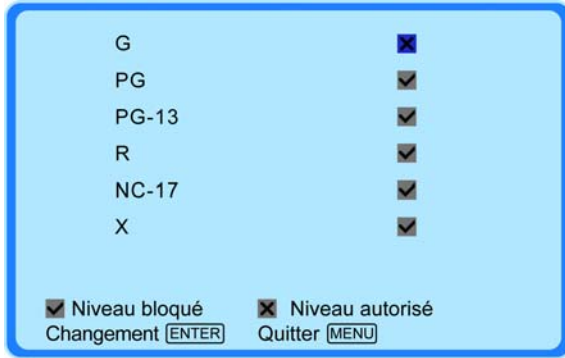 G
PG
PG-13
R
NC-17
X
Niveau bloqué Niveau autorisé
Changement ENTER Quitter MENU